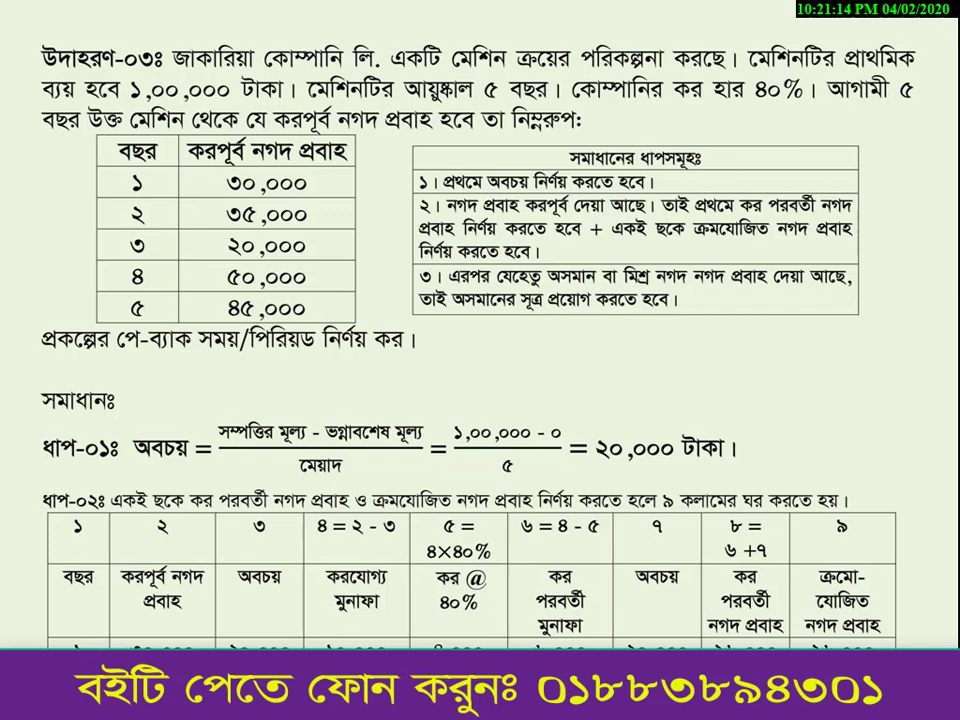 10:21:14 PM 04/02/2020
উদাহরণ-০৩ঃ জাকারিয়া কোম্পানি লি. একটি মেশিন ক্রয়ের পরিকল্পনা করছে। মেশিনটির প্রাথমিক
ব্যয় হবে ১,০০,০০০ টাকা। মেশিনটির আয়ুষ্কাল ৫ বছর। কোম্পানির কর হার ৪০%। আগামী ৫
বছর উক্ত মেশিন থেকে যে করপূর্ব নগদ প্রবাহ হবে তা নিম্নরুপ:
বছর করপূর্ব নগদ প্রবাহ
১ ৩০,০০০
২ ৩৫,০০০
৩ ২০,০০০
৪ ৫০,০০০
৫ ৪৫,০০০
সমাধানের ধাপসমূহঃ
১। প্রথমে অবচয় নির্ণয় করতে হবে।
২। নগদ প্রবাহ করপূর্ব দেয়া আছে। তাই প্রথমে কর পরবর্তী নগদ
প্রবাহ নির্ণয় করতে হবে + একই ছকে ক্রমযোজিত নগদ প্রবাহ
নির্ণয় করতে হবে।
৩। এরপর যেহেতু অসমান বা মিশ্র নগদ নগদ প্রবাহ দেয়া আছে,
তাই অসমানের সূত্র প্রয়োগ করতে হবে।
প্রকল্পের পে-ব্যাক সময়/পিরিয়ড নির্ণয় কর।
সমাধানঃ
ধাপ-০১ঃ অবচয় = সম্পত্তির মূল্য - ভগ্নাবশেষ মূল্য / মেয়াদ = ১,০০,০০০ - ০ / ৫ = ২০,০০০ টাকা।
ধাপ-০২ঃ একই ছকে কর পরবর্তী নগদ প্রবাহ ও ক্রমযোজিত নগদ প্রবাহ নির্ণয় করতে হলে ৯ কলামের ঘর করতে হয়।
১ ২ ৩ ৪ = ২ - ৩ ৫ = ৬ = ৪ - ৫ ৭ ৮ = ৯
৪×৪০% ৬ +৭
বছর করপূর্ব নগদ অবচয় করযোগ্য কর @ কর অবচয় কর ক্রমো-
প্রবাহ মুনাফা ৪০% পরবর্তী পরবর্তী যোজিত
মুনাফা নগদ প্রবাহ নগদ প্রবাহ
বইটি পেতে ফোন করুনঃ 0১৮৮৩৮৯৪৩0১